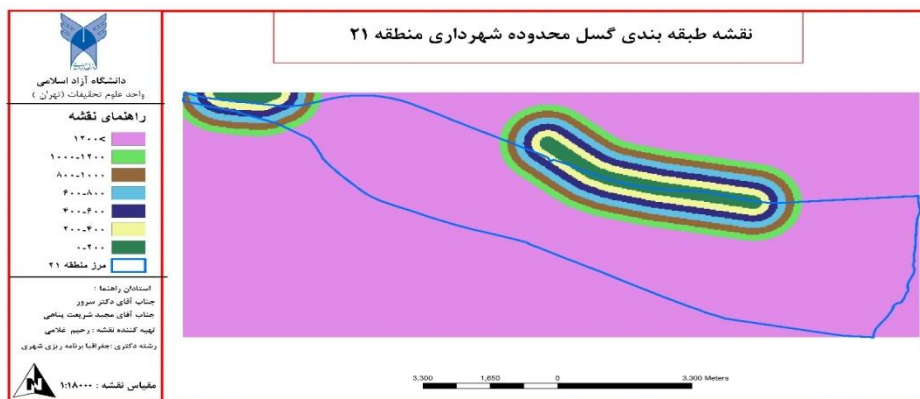 نقشه طبقه بندی گسل محدوده شهرداری منطقه ۲۱
دانشگاه آزاد اسلامی
واحد علوم تحقیقات (تهران )
راهنمای نقشه
۱۲۰۰<
۱۰۰۰-۱۲۰۰
۸۰۰-۱۰۰۰
۶۰۰-۸۰۰
۴۰۰-۶۰۰
۲۰۰-۴۰۰
۰-۲۰۰
مرز منطقه ۲۱
استادان راهنما :
جناب آقای دکتر سرور
جناب آقای مجید شریعت پناهی
تهیه کننده نقشه : رحیم غلامی
رشته دکتری :جغرافیا برنامه ریزی شهری
N
مقیاس نقشه : ۱:۱۸۰۰۰
3,300 1,650 0 3,300 Meters